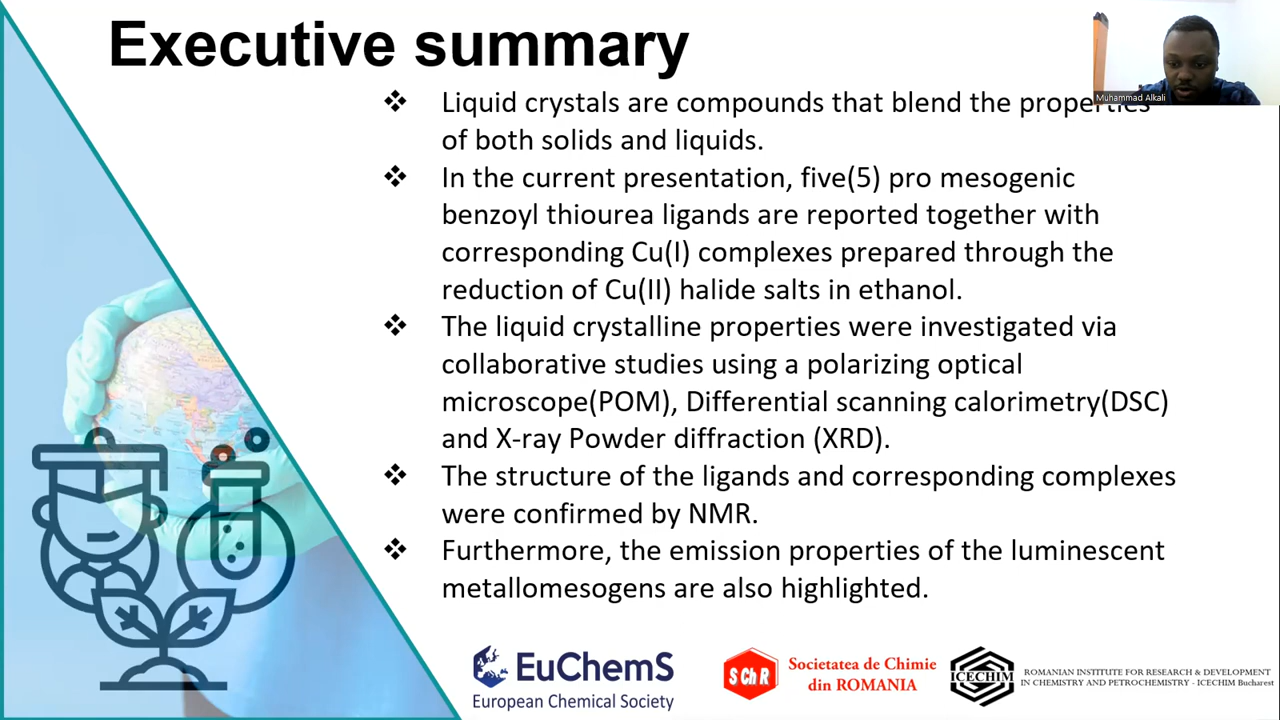 Executive summary
Muhammad Alkali
❖ Liquid crystals are compounds that blend the properties
of both solids and liquids.
❖ In the current presentation, five(5) pro mesogenic
benzoyl thiourea ligands are reported together with
corresponding Cu(I) complexes prepared through the
reduction of Cu(II) halide salts in ethanol.
❖ The liquid crystalline properties were investigated via
collaborative studies using a polarizing optical
microscope(POM), Differential scanning calorimetry(DSC)
and X-ray Powder diffraction (XRD).
❖ The structure of the ligands and corresponding complexes
were confirmed by NMR.
❖ Furthermore, the emission properties of the luminescent
metallomesogens are also highlighted.
EuChemS
European Chemical Society
SChR
Societatea de Chimie
din ROMANIA
ICECHIM
ROMANIAN INSTITUTE FOR RESEARCH & DEVELOPMENT
IN CHEMISTRY AND PETROCHEMISTRY - ICECHIM Bucharest